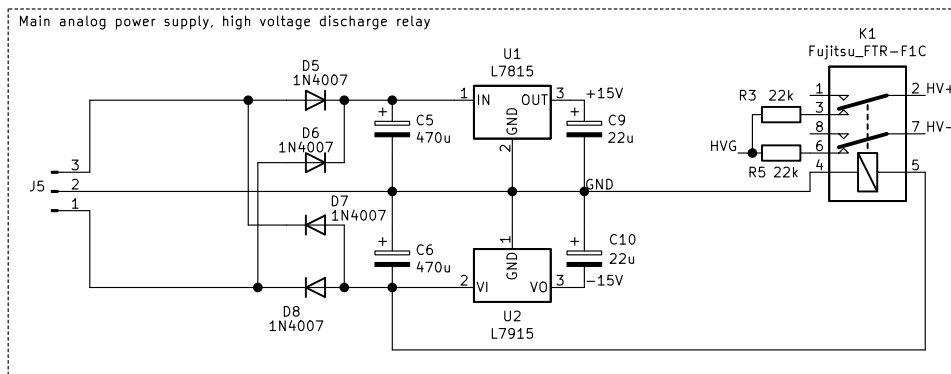 Main analog power supply, high voltage discharge relay
K1
Fujitsu_FTR-F1C
U1
L7815
D5
1N4007
1 IN OUT 3 +15V
GND
2
+
C5
470u
+
C9
22u
D6
1N4007
R3 22k
1
3
8
6
4
2 HV+
7 HV-
5
HVG
R5 22k
J5
3
2
1
GND
D7
1N4007
+
C6
470u
1
GND
+
C10
22u
2 VI VO 3 -15V
U2
L7915
D8
1N4007